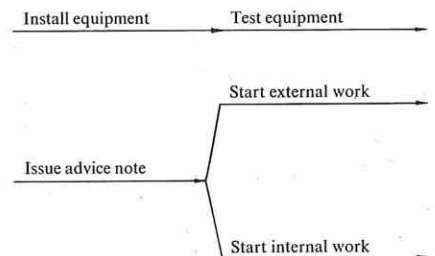 Install equipment
Test equipment
Start external work
Issue advice note
Start internal work